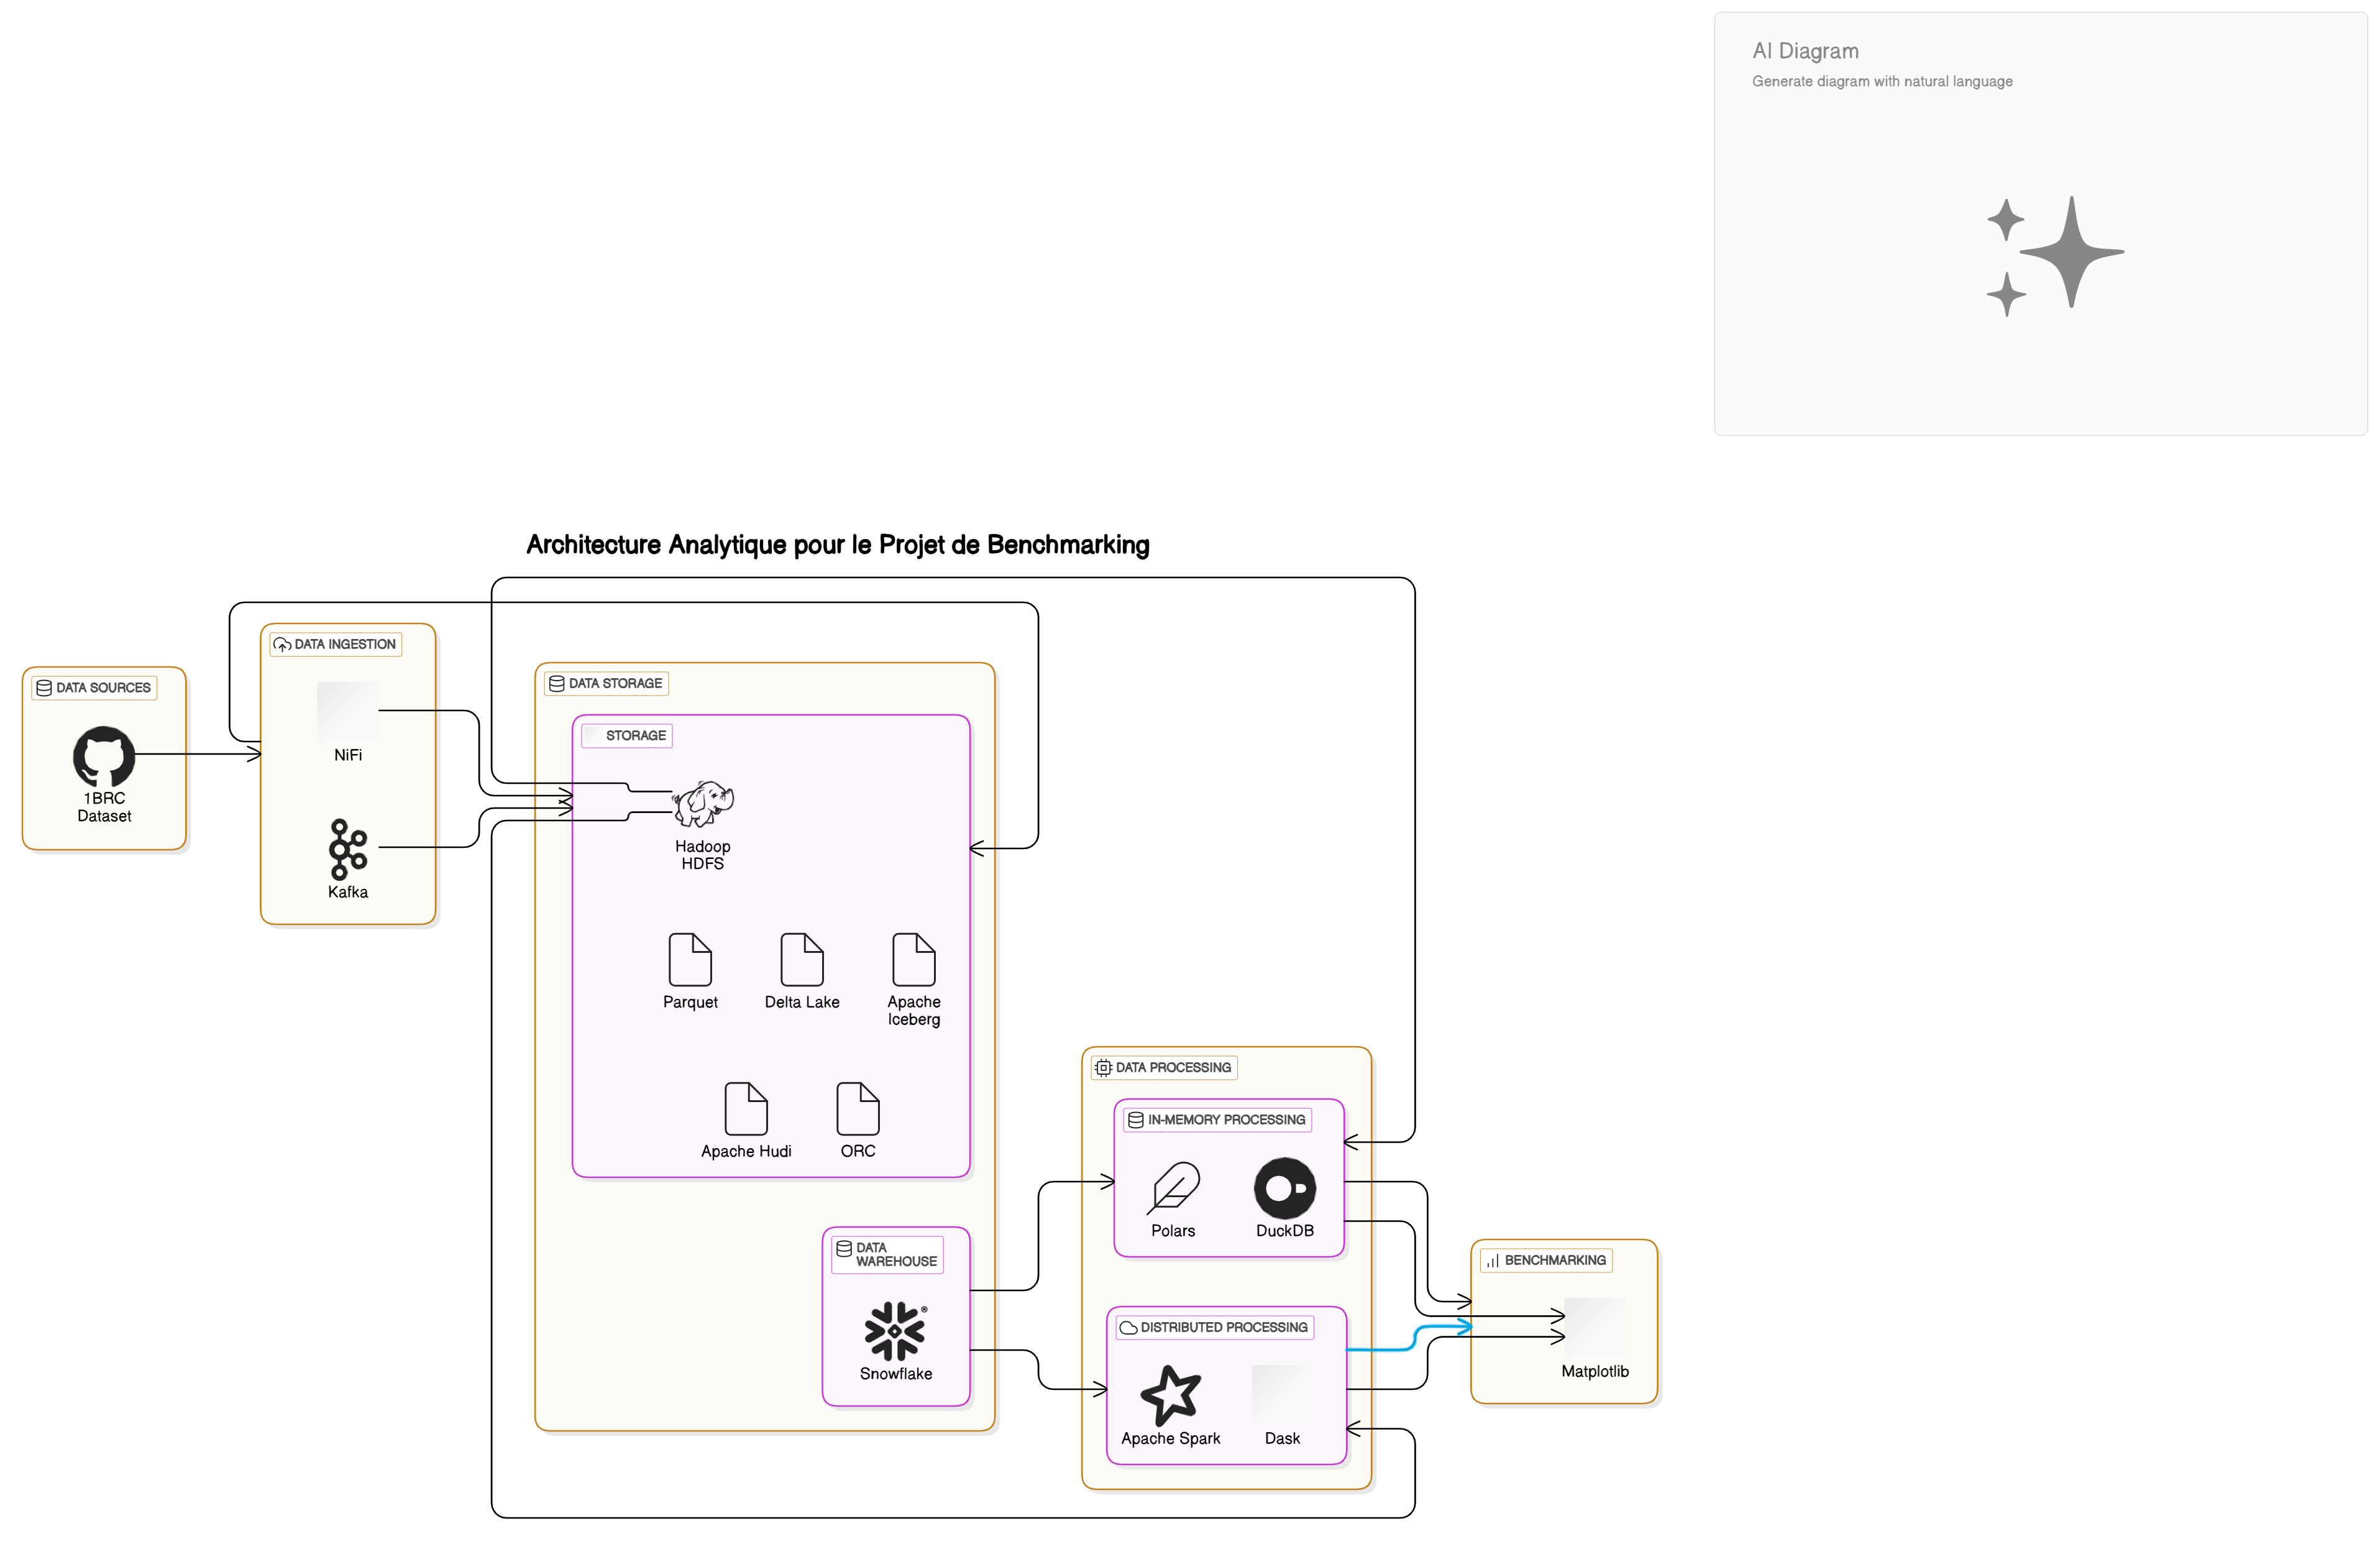 AI Diagram
Generate diagram with natural language
Architecture Analytique pour le Projet de Benchmarking
DATA SOURCES
1BRC
Dataset
DATA INGESTION
NiFi
Kafka
DATA STORAGE
STORAGE
Hadoop
HDFS
Parquet
Delta Lake
Apache
Iceberg
Apache Hudi
ORC
DATA
WAREHOUSE
®
Snowflake
DATA PROCESSING
IN-MEMORY PROCESSING
Polars
DuckDB
DISTRIBUTED PROCESSING
Apache Spark
Dask
BENCHMARKING
Matplotlib